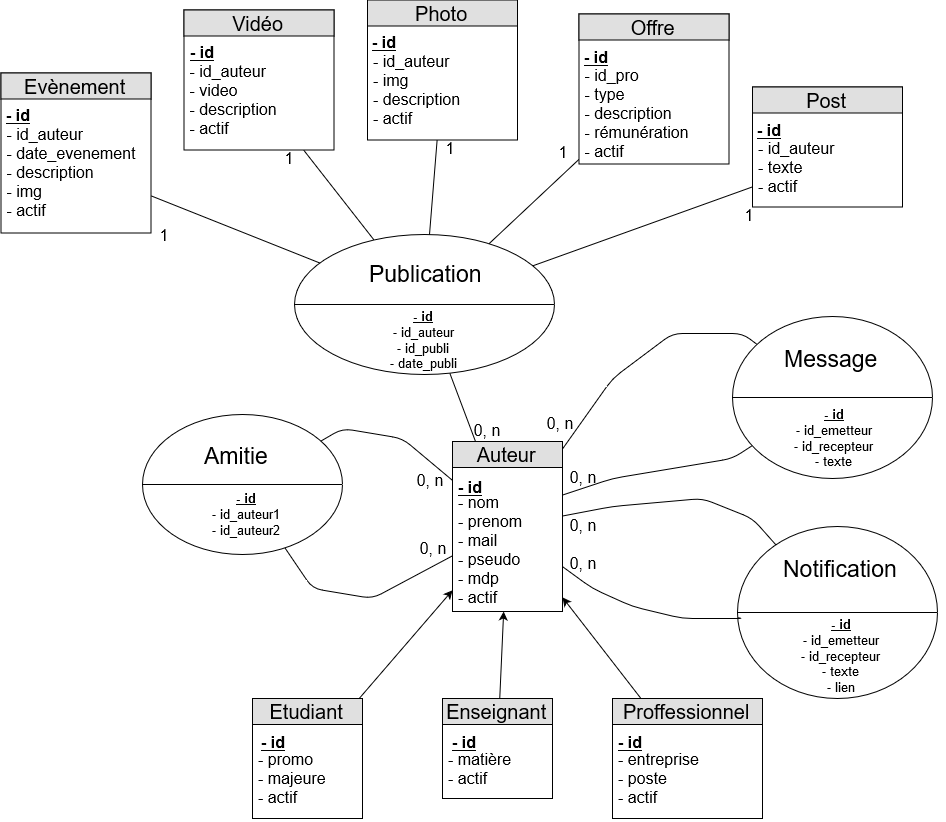 Evènement
- id
- id_auteur
- date_evenement
- description
- img
- actif
1
Vidéo
- id
- id_auteur
- video
- description
- actif
1
Photo
- id
- id_auteur
- img
- description
- actif
1
Offre
- id
- id_pro
- type
- description
- rémunération
- actif
1
Post
- id
- id_auteur
- texte
- actif
1
Publication
- id
- id_auteur
- id_publi
- date_publi
0, n
Message
- id
- id_emetteur
- id_recepteur
- texte
0, n
0, n
Amitie
- id
- id_auteur1
- id_auteur2
0, n
0, n
Auteur
- id
- nom
- prenom
- mail
- pseudo
- mdp
- actif
0, n
0, n
Notification
- id
- id_emetteur
- id_recepteur
- texte
- lien
Etudiant
- id
- promo
- majeure
- actif
Enseignant
- id
- matière
- actif
Proffessionnel
- id
- entreprise
- poste
- actif